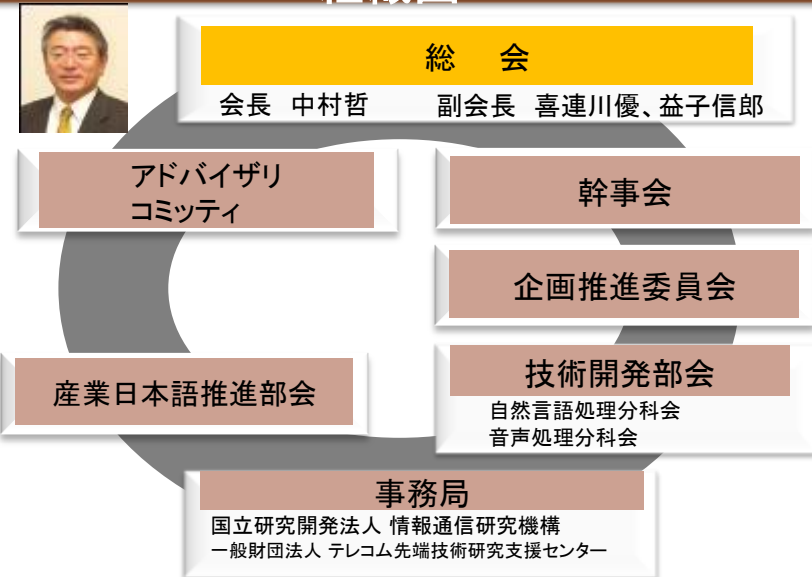 組織図
総　会
会長 中村哲　副会長 喜連川優、益子信郎
アドバイザリ
コミッティ
幹事会
企画推進委員会
技術開発部会
自然言語処理分科会
音声処理分科会
産業日本語推進部会
事務局
国立研究開発法人 情報通信研究機構
一般財団法人 テレコム先端技術研究支援センター